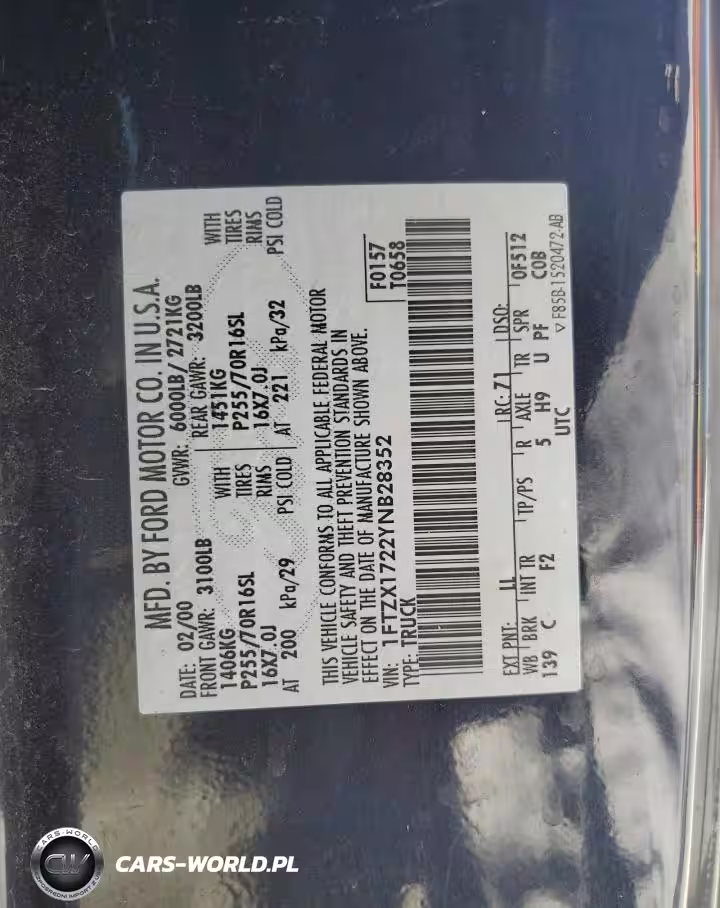 MFD. BY FORD MOTOR CO. IN U.S.A.
DATE: 02/00 GVWR: 6000LB/ 2721KG
FRONT GAWR: 3100LB REAR GAWR: 3200LB
1406KG WITH 1451KG WITH
P255/70R16SL TIRES P255/70R16SL TIRES
16X7.0J RIMS 16X7.0J RIMS
AT 200 kPa/29 PSI COLD AT 221 kPa/32 PSI COLD
THIS VEHICLE CONFORMS TO ALL APPLICABLE FEDERAL MOTOR
VEHICLE SAFETY AND THEFT PREVENTION STANDARDS IN
EFFECT ON THE DATE OF MANUFACTURE SHOWN ABOVE.
VIN: 1FTZX1722YNB28352 F0157
TYPE: TRUCK T0658
EXT PNT: LL RC: 71 DSO:
WB BRK INT TR TP/PS R AXLE TR SPR 0F512
139 C F2 5 H9 U PF COB
UTC
▽ F85B-1520472-AB
CARS-WORLD
CW
CARS-WORLD.PL